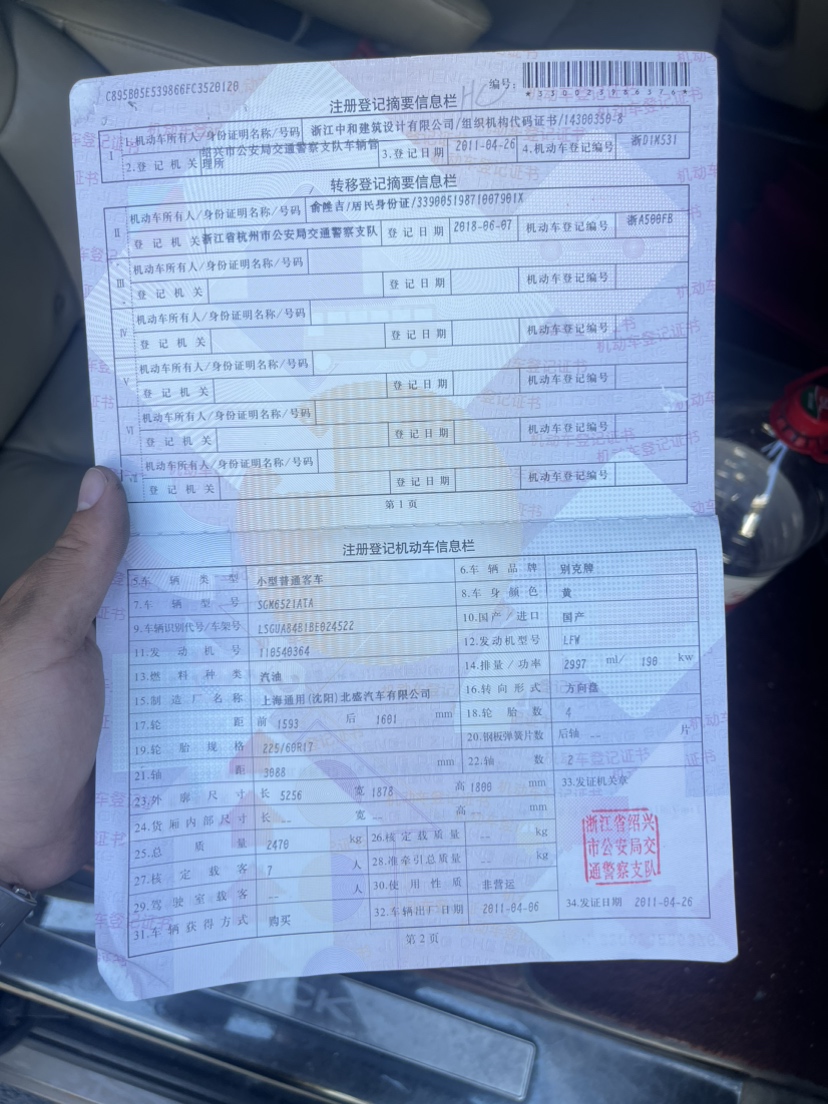 C895B05E539866FC3520120
编号：
*330023986376*
注册登记摘要信息栏
I 1.机动车所有人/身份证明名称/号码 浙江中和建筑设计有限公司/组织机构代码证书/14300350-8
2.登记机关 绍兴市公安局交通警察支队车辆管理所 3.登记日期 2011-04-26 4.机动车登记编号 浙D1M531
转移登记摘要信息栏
II 机动车所有人/身份证明名称/号码 俞胜吉/居民身份证/33900519871007901X
登记机关 浙江省杭州市公安局交通警察支队 登记日期 2018-06-07 机动车登记编号 浙A500FB
III 机动车所有人/身份证明名称/号码
登记机关 登记日期 机动车登记编号
IV 机动车所有人/身份证明名称/号码
登记机关 登记日期 机动车登记编号
V 机动车所有人/身份证明名称/号码
登记机关 登记日期 机动车登记编号
VI 机动车所有人/身份证明名称/号码
登记机关 登记日期 机动车登记编号
VII 机动车所有人/身份证明名称/号码
登记机关 登记日期 机动车登记编号
第1页
注册登记机动车信息栏
5.车辆类型 小型普通客车 6.车辆品牌 别克牌
7.车辆型号 SGM6521ATA 8.车身颜色 黄
9.车辆识别代号/车架号 LSGUA84B1BE024522 10.国产/进口 国产
11.发动机号 110540364 12.发动机型号 LFW
13.燃料种类 汽油 14.排量/功率 2997 ml/ 190 kw
15.制造厂名称 上海通用(沈阳)北盛汽车有限公司 16.转向形式 方向盘
17.轮距 前 1593 后 1601 mm 18.轮胎数 4
19.轮胎规格 225/60R17 20.钢板弹簧片数 后轴 -- 片
21.轴距 3088 mm 22.轴数 2
23.外廓尺寸 长 5256 宽 1878 高 1800 mm 33.发证机关章
24.货厢内部尺寸 长 -- 宽 -- 高 -- mm
25.总质量 2470 kg 26.核定载质量 -- kg
27.核定载客 7 人 28.准牵引总质量 -- kg
29.驾驶室载客 -- 人 30.使用性质 非营运
31.车辆获得方式 购买 32.车辆出厂日期 2011-04-06 34.发证日期 2011-04-26
浙江省绍兴
市公安局交
通警察支队
第2页